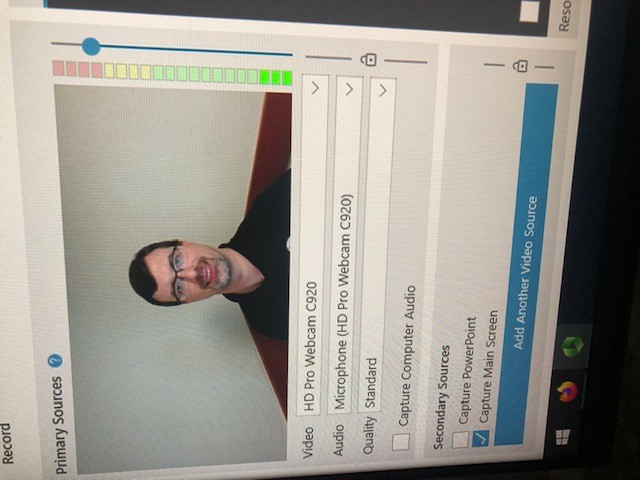 Record
Reso
Primary Sources ?
Video HD Pro Webcam C920
Audio Microphone (HD Pro Webcam C920)
Quality Standard
Capture Computer Audio
Secondary Sources
Capture PowerPoint
Capture Main Screen
Add Another Video Source